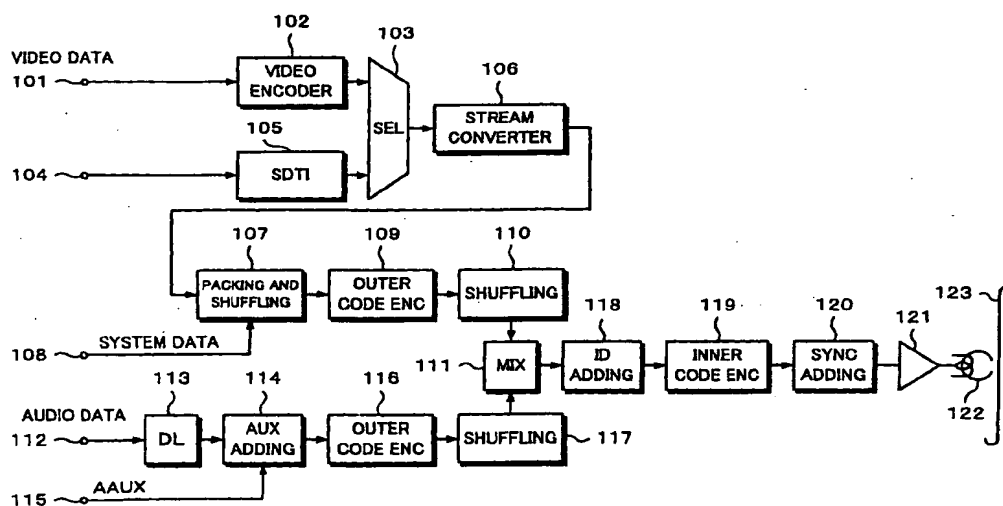 102
103
VIDEO DATA
106
101
VIDEO
ENCODER
STREAM
CONVERTER
SEL
105
104
SDTI
107
109
110
PACKING AND
SHUFFLING
OUTER
CODE ENC
SHUFFLING
118
119
120
121
123
108
SYSTEM DATA
111
MIX
ID
ADDING
INNER
CODE ENC
SYNC
ADDING
113
114
116
122
AUDIO DATA
112
DL
AUX
ADDING
OUTER
CODE ENC
SHUFFLING
117
115
AAUX